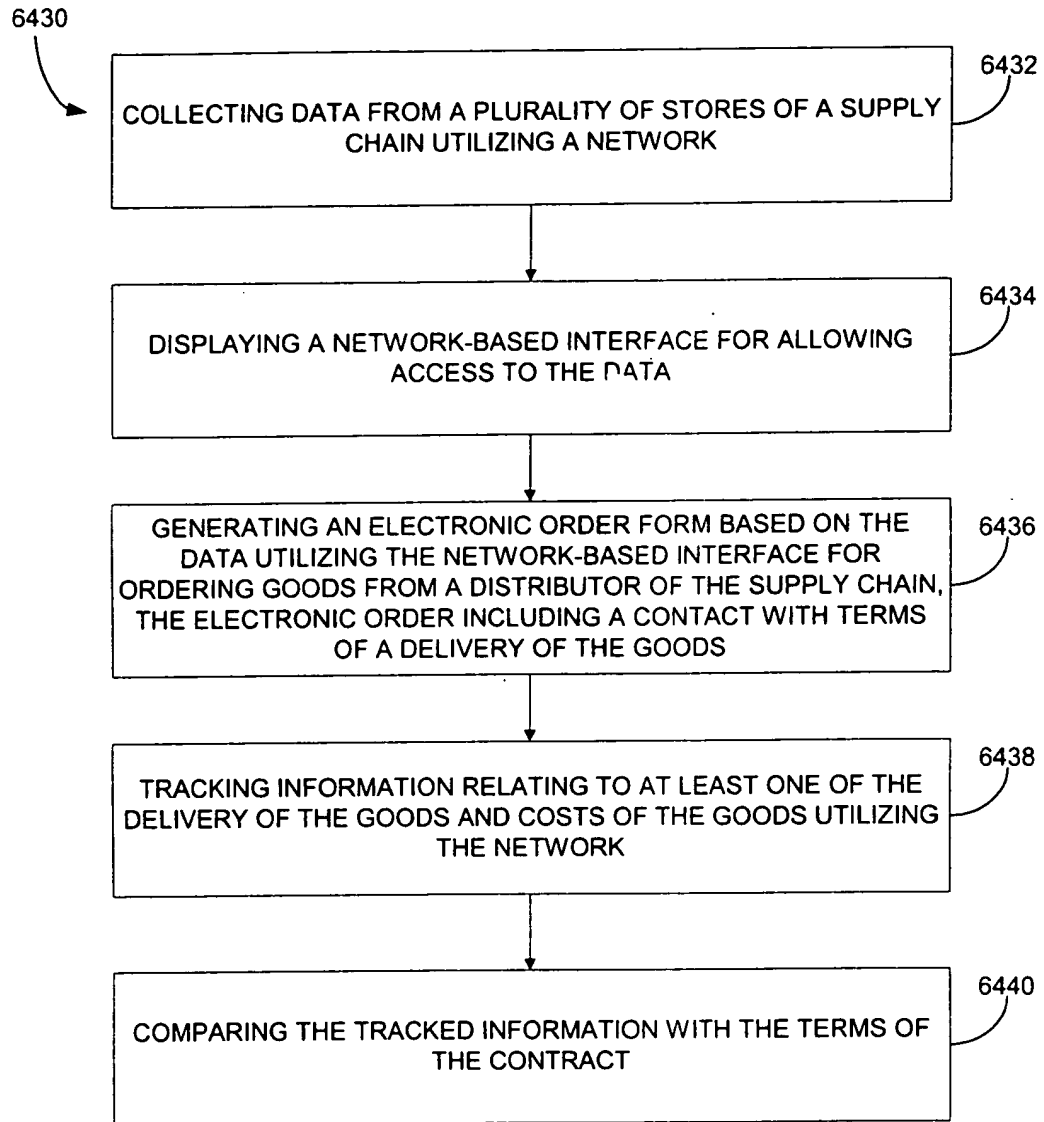 6430
6432
COLLECTING DATA FROM A PLURALITY OF STORES OF A SUPPLY
CHAIN UTILIZING A NETWORK
6434
DISPLAYING A NETWORK-BASED INTERFACE FOR ALLOWING
ACCESS TO THE DATA
6436
GENERATING AN ELECTRONIC ORDER FORM BASED ON THE
DATA UTILIZING THE NETWORK-BASED INTERFACE FOR
ORDERING GOODS FROM A DISTRIBUTOR OF THE SUPPLY CHAIN,
THE ELECTRONIC ORDER INCLUDING A CONTACT WITH TERMS
OF A DELIVERY OF THE GOODS
6438
TRACKING INFORMATION RELATING TO AT LEAST ONE OF THE
DELIVERY OF THE GOODS AND COSTS OF THE GOODS UTILIZING
THE NETWORK
6440
COMPARING THE TRACKED INFORMATION WITH THE TERMS OF
THE CONTRACT